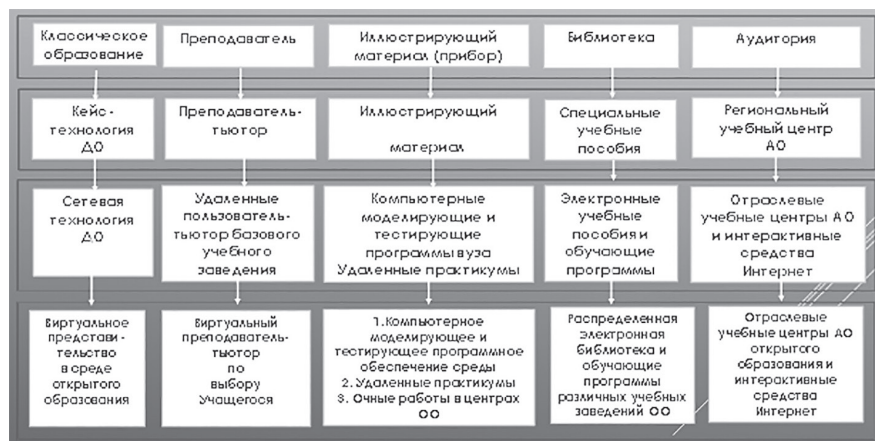 Классическое
образование
Преподаватель
Иллюстрирующий
материал (прибор)
Библиотека
Аудитория
Кейс-
технология
ДО
Преподаватель-
тьютор
Иллюстрирующий
материал
Специальные
учебные
пособия
Региональный
учебный центр
ДО
Сетевая
технология
ДО
Удаленные
пользователь-
тьютор базового
учебного
заведения
Компьютерные
моделирующие и
тестирующие
программы вуза
Удаленные практикумы
Электронные
учебные
пособия и
обучающие
программы
Отраслевые
учебные центры ДО
и интерактивные
средства
Интернет
Виртуальное
представи-
тельство
в среде
открытого
образования
Виртуальный
преподаватель-
тьютор
по
выбору
Учащегося
1.Компьютерное
моделирующее и
тестирующее программное
обеспечение среды
2. Удаленные практикумы
3. Очные работы в центрах
ОО
Распределенная
электронная
библиотека и
обучающие
программы
различных учебных
заведений ОО
Отраслевые
учебные центры ДО
открытого
образования и
интерактивные
средства
Интернет